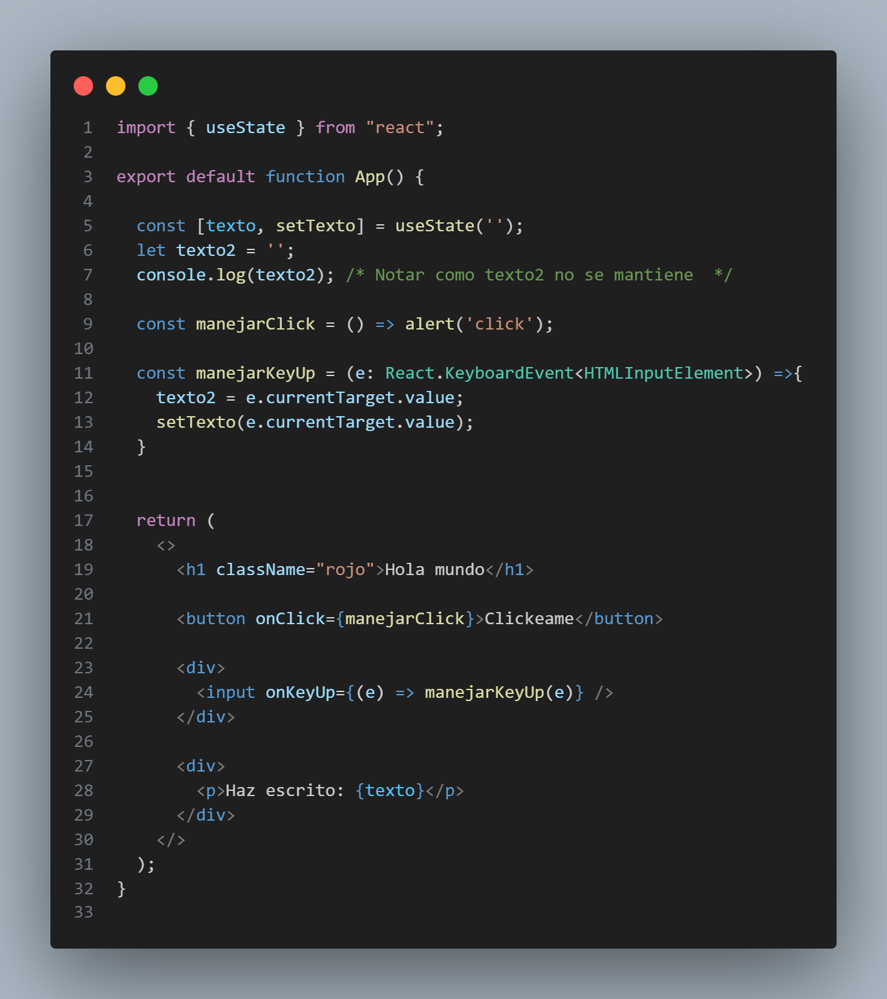 1 import { useState } from "react";
2
3 export default function App() {
4
5   const [texto, setTexto] = useState('');
6   let texto2 = '';
7   console.log(texto2); /* Notar como texto2 no se mantiene  */
8
9   const manejarClick = () => alert('click');
10
11   const manejarKeyUp = (e: React.KeyboardEvent<HTMLInputElement>) =>{
12     texto2 = e.currentTarget.value;
13     setTexto(e.currentTarget.value);
14   }
15
16
17   return (
18     <>
19       <h1 className="rojo">Hola mundo</h1>
20
21       <button onClick={manejarClick}>Clickeame</button>
22
23       <div>
24         <input onKeyUp={(e) => manejarKeyUp(e)} />
25       </div>
26
27       <div>
28         <p>Haz escrito: {texto}</p>
29       </div>
30     </>
31   );
32 }
33